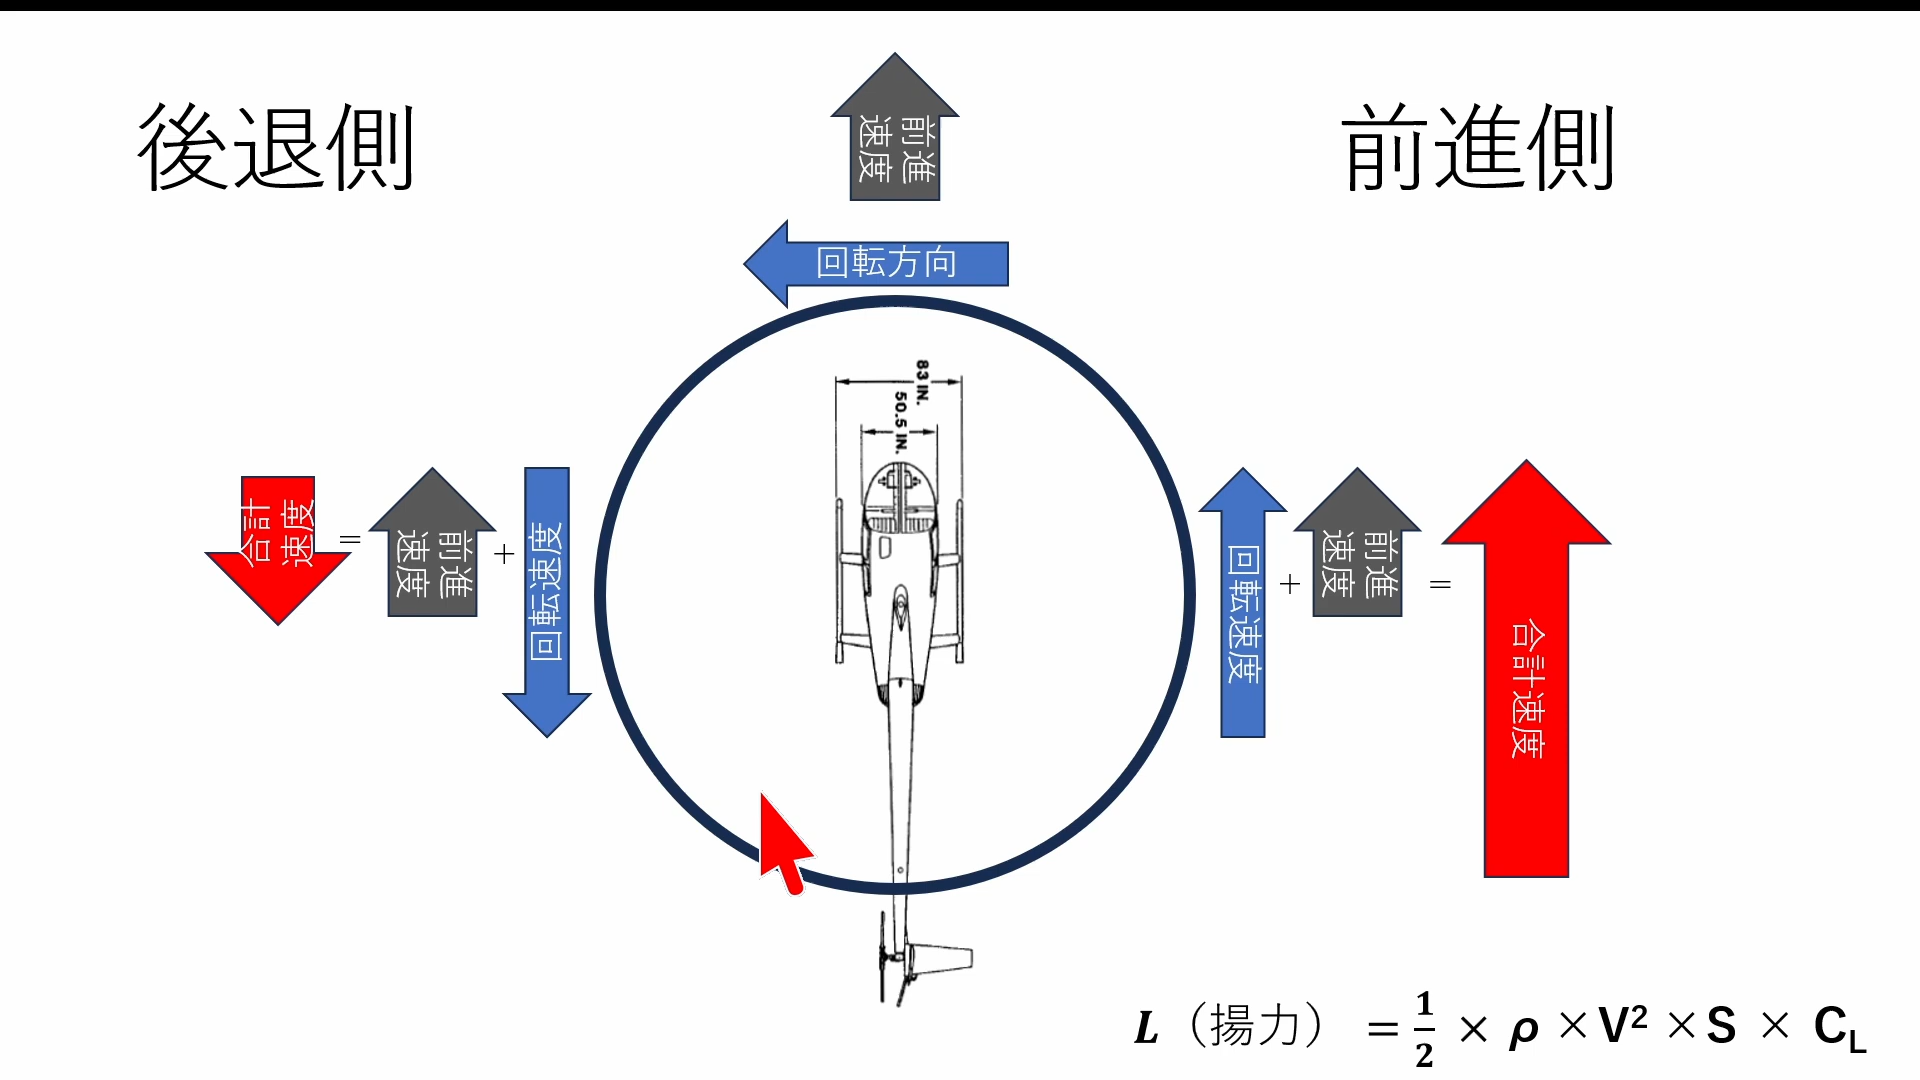 後退側
前進側
前進
速度
回転方向
83 IN.
50.5 IN.
合計
速度
=
前進
速度
+
回転速度
回転速度
+
前進
速度
=
合計速度
L（揚力） = 1/2 × ρ ×V² ×S × C_L